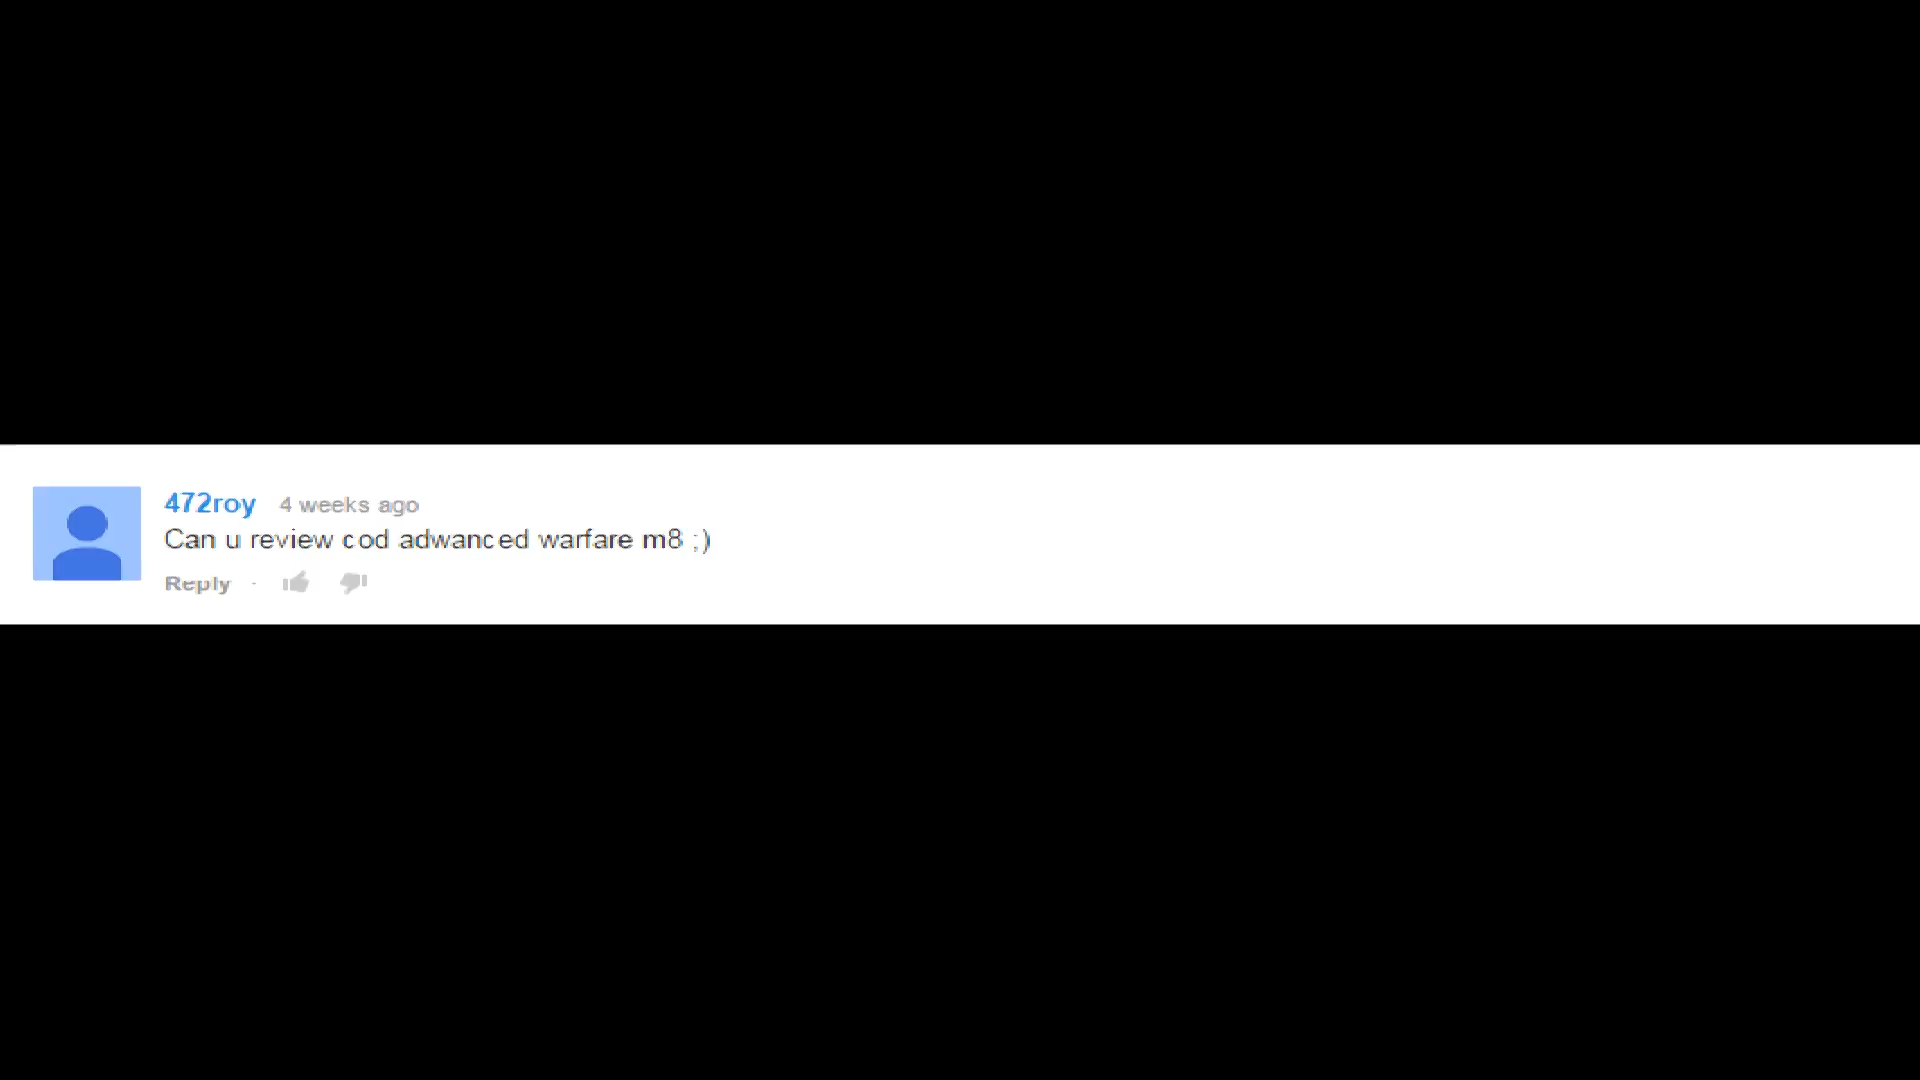 472roy 4 weeks ago
Can u review cod adwanced warfare m8 ;)
Reply ·